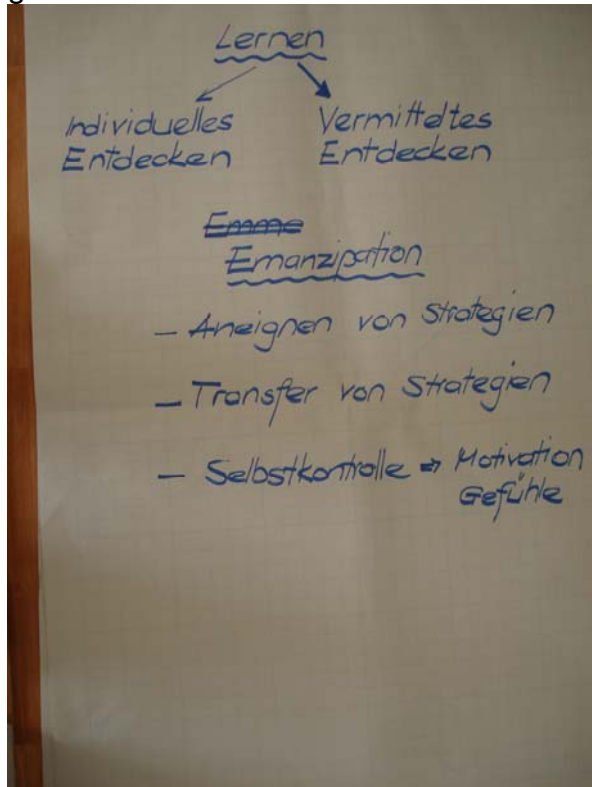 Lernen
Individuelles Vermitteltes
Entdecken Entdecken
Emme
Emanzipation
- Aneignen von Strategien
- Transfer von Strategien
- Selbstkontrolle ⇒ Motivation
Gefühle